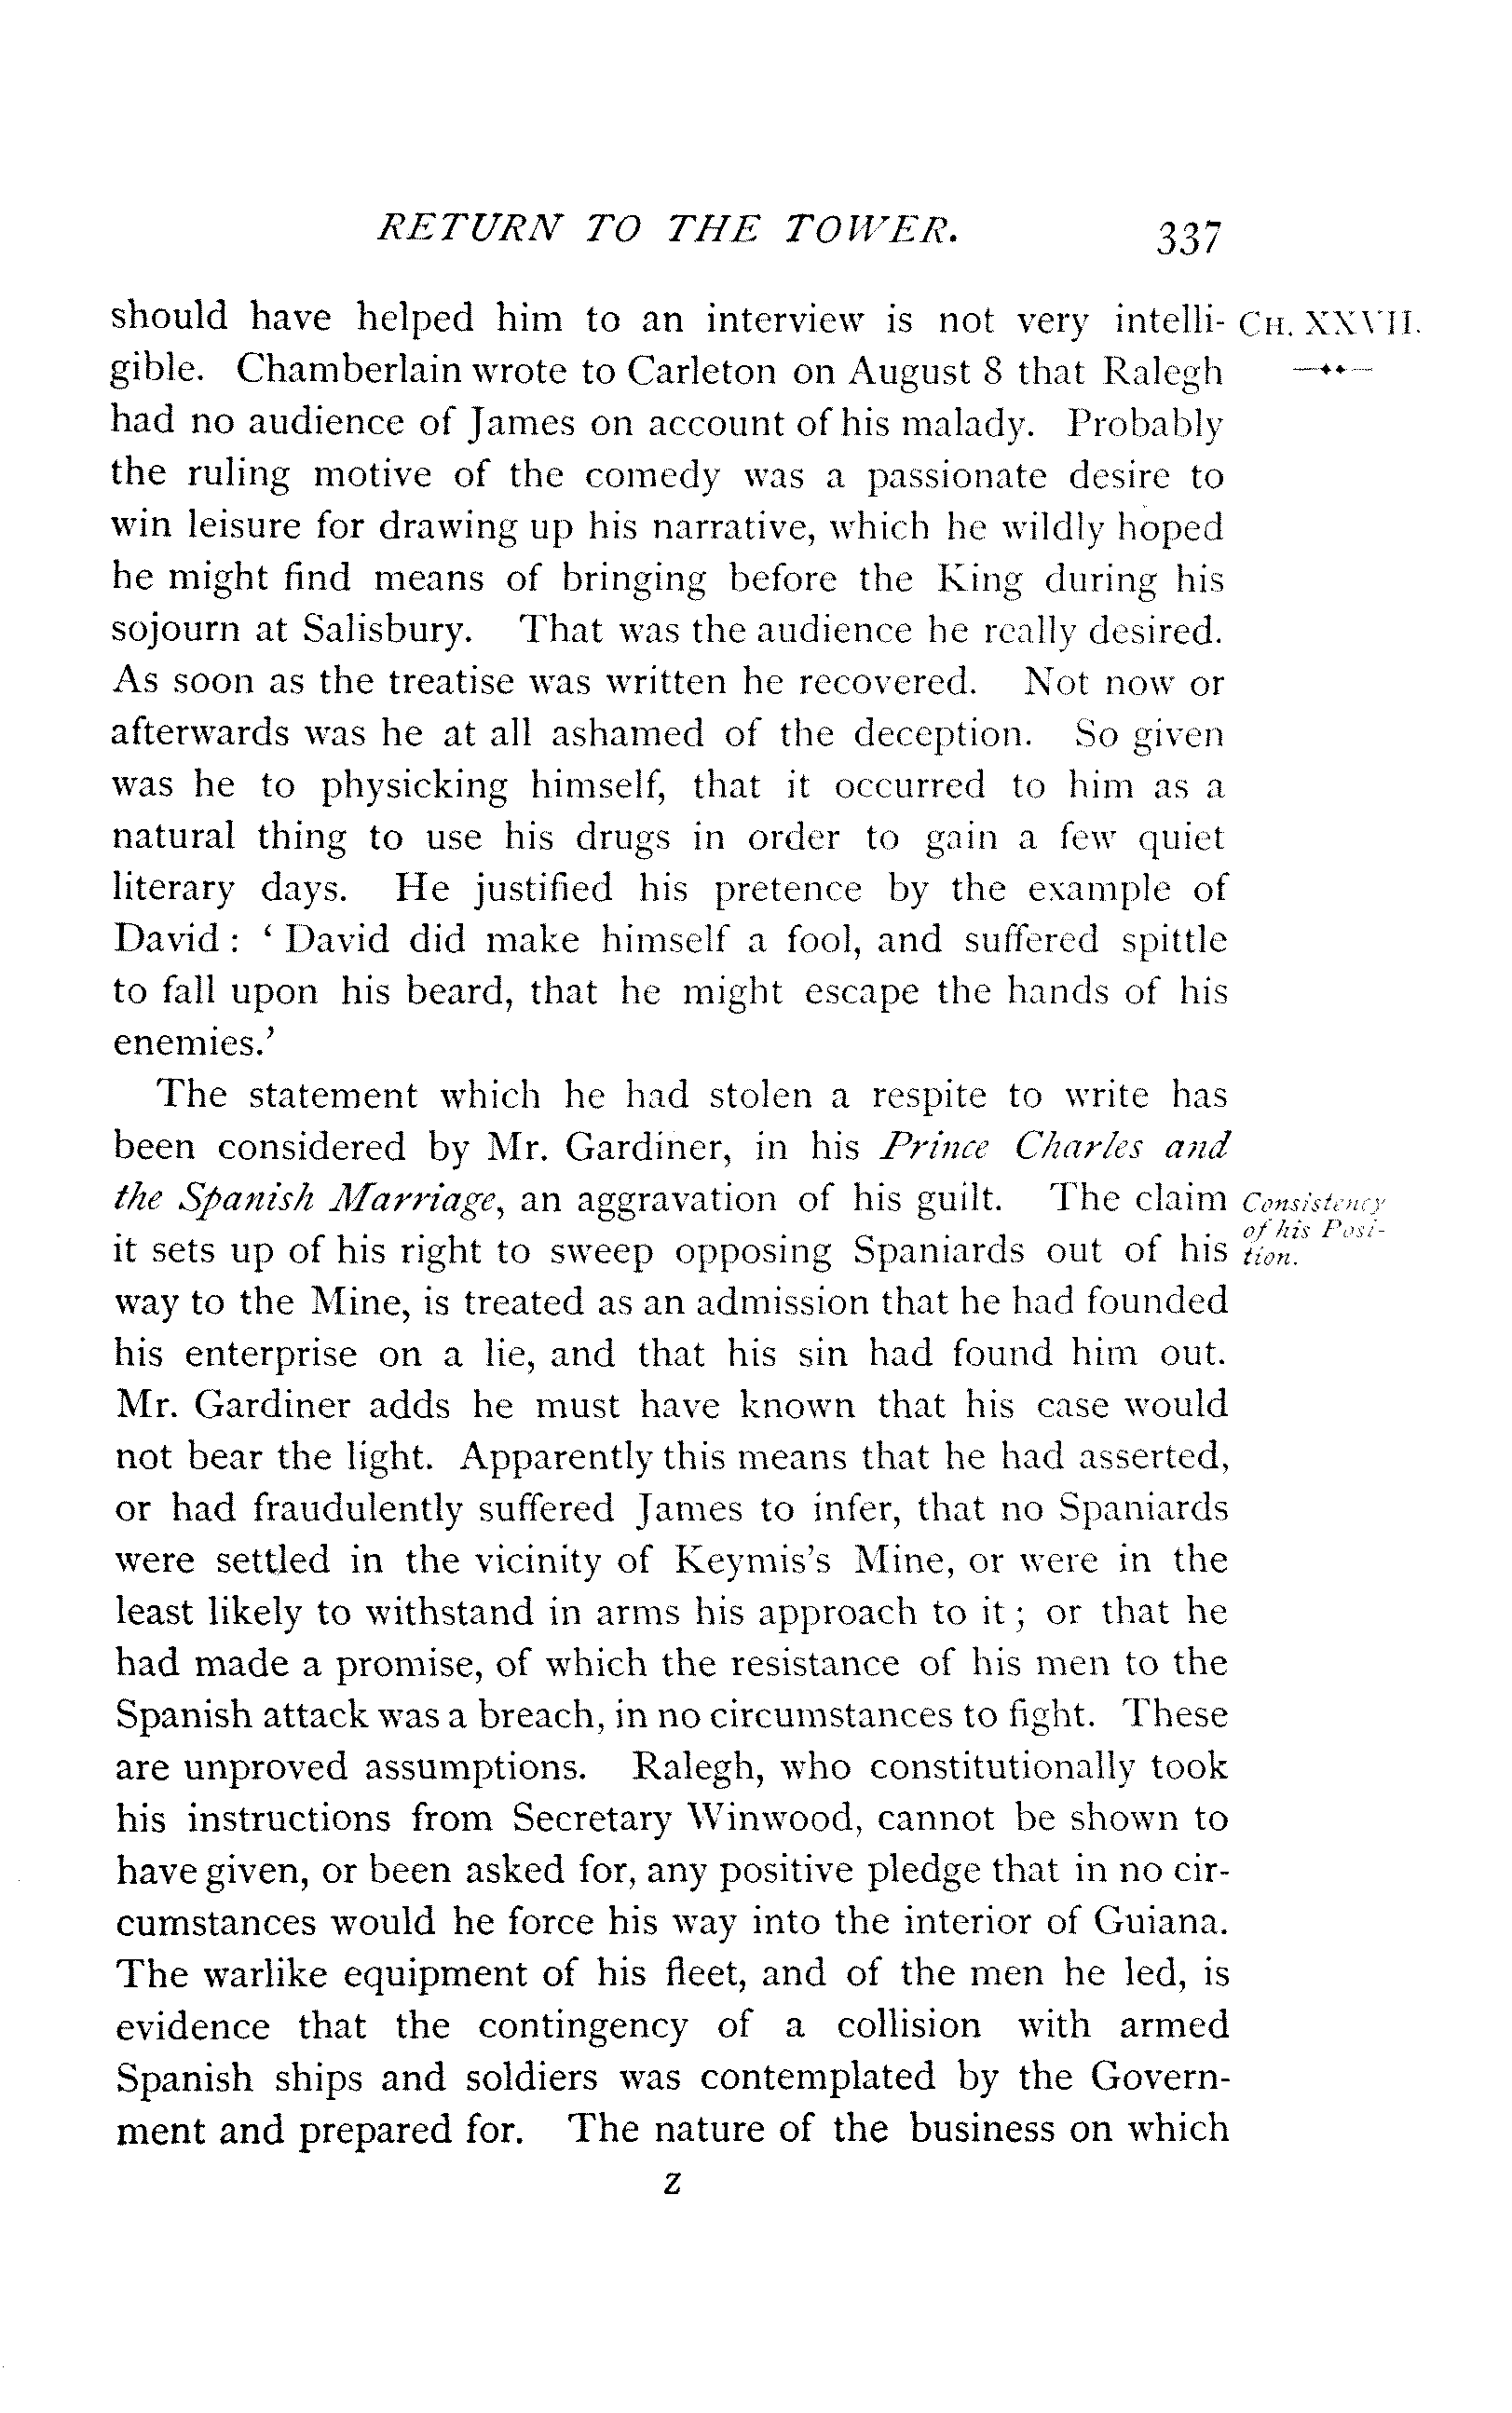 RETURN TO THE TOWER. 337
should have helped him to an interview is not very intelli- CH. XXVII.
gible. Chamberlain wrote to Carleton on August 8 that Ralegh
had no audience of James on account of his malady. Probably
the ruling motive of the comedy was a passionate desire to
win leisure for drawing up his narrative, which he wildly hoped
he might find means of bringing before the King during his
sojourn at Salisbury. That was the audience he really desired.
As soon as the treatise was written he recovered. Not now or
afterwards was he at all ashamed of the deception. So given
was he to physicking himself, that it occurred to him as a
natural thing to use his drugs in order to gain a few quiet
literary days. He justified his pretence by the example of
David : ‘ David did make himself a fool, and suffered spittle
to fall upon his beard, that he might escape the hands of his
enemies.’
The statement which he had stolen a respite to write has
been considered by Mr. Gardiner, in his Prince Charles and
the Spanish Marriage, an aggravation of his guilt. The claim
Consistency
of his Posi-
tion.
it sets up of his right to sweep opposing Spaniards out of his
way to the Mine, is treated as an admission that he had founded
his enterprise on a lie, and that his sin had found him out.
Mr. Gardiner adds he must have known that his case would
not bear the light. Apparently this means that he had asserted,
or had fraudulently suffered James to infer, that no Spaniards
were settled in the vicinity of Keymis's Mine, or were in the
least likely to withstand in arms his approach to it ; or that he
had made a promise, of which the resistance of his men to the
Spanish attack was a breach, in no circumstances to fight. These
are unproved assumptions. Ralegh, who constitutionally took
his instructions from Secretary Winwood, cannot be shown to
have given, or been asked for, any positive pledge that in no cir-
cumstances would he force his way into the interior of Guiana.
The warlike equipment of his fleet, and of the men he led, is
evidence that the contingency of a collision with armed
Spanish ships and soldiers was contemplated by the Govern-
ment and prepared for. The nature of the business on which
Z